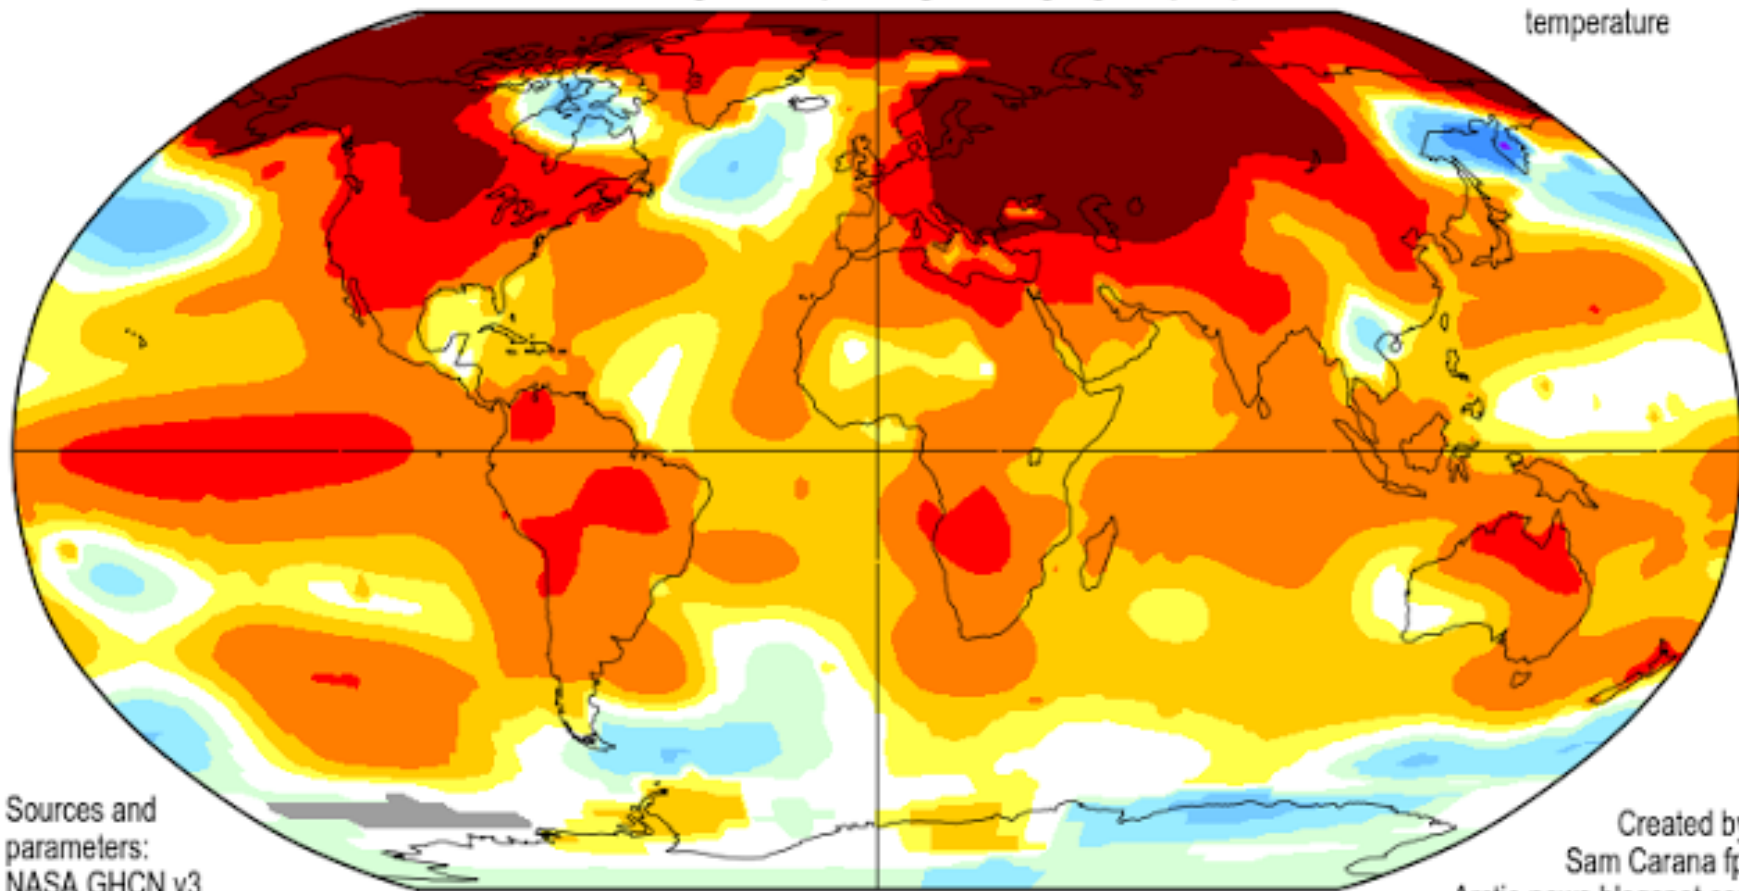 temperature
Sources and
parameters:
NASA GHCN v3
Created by
Sam Carana